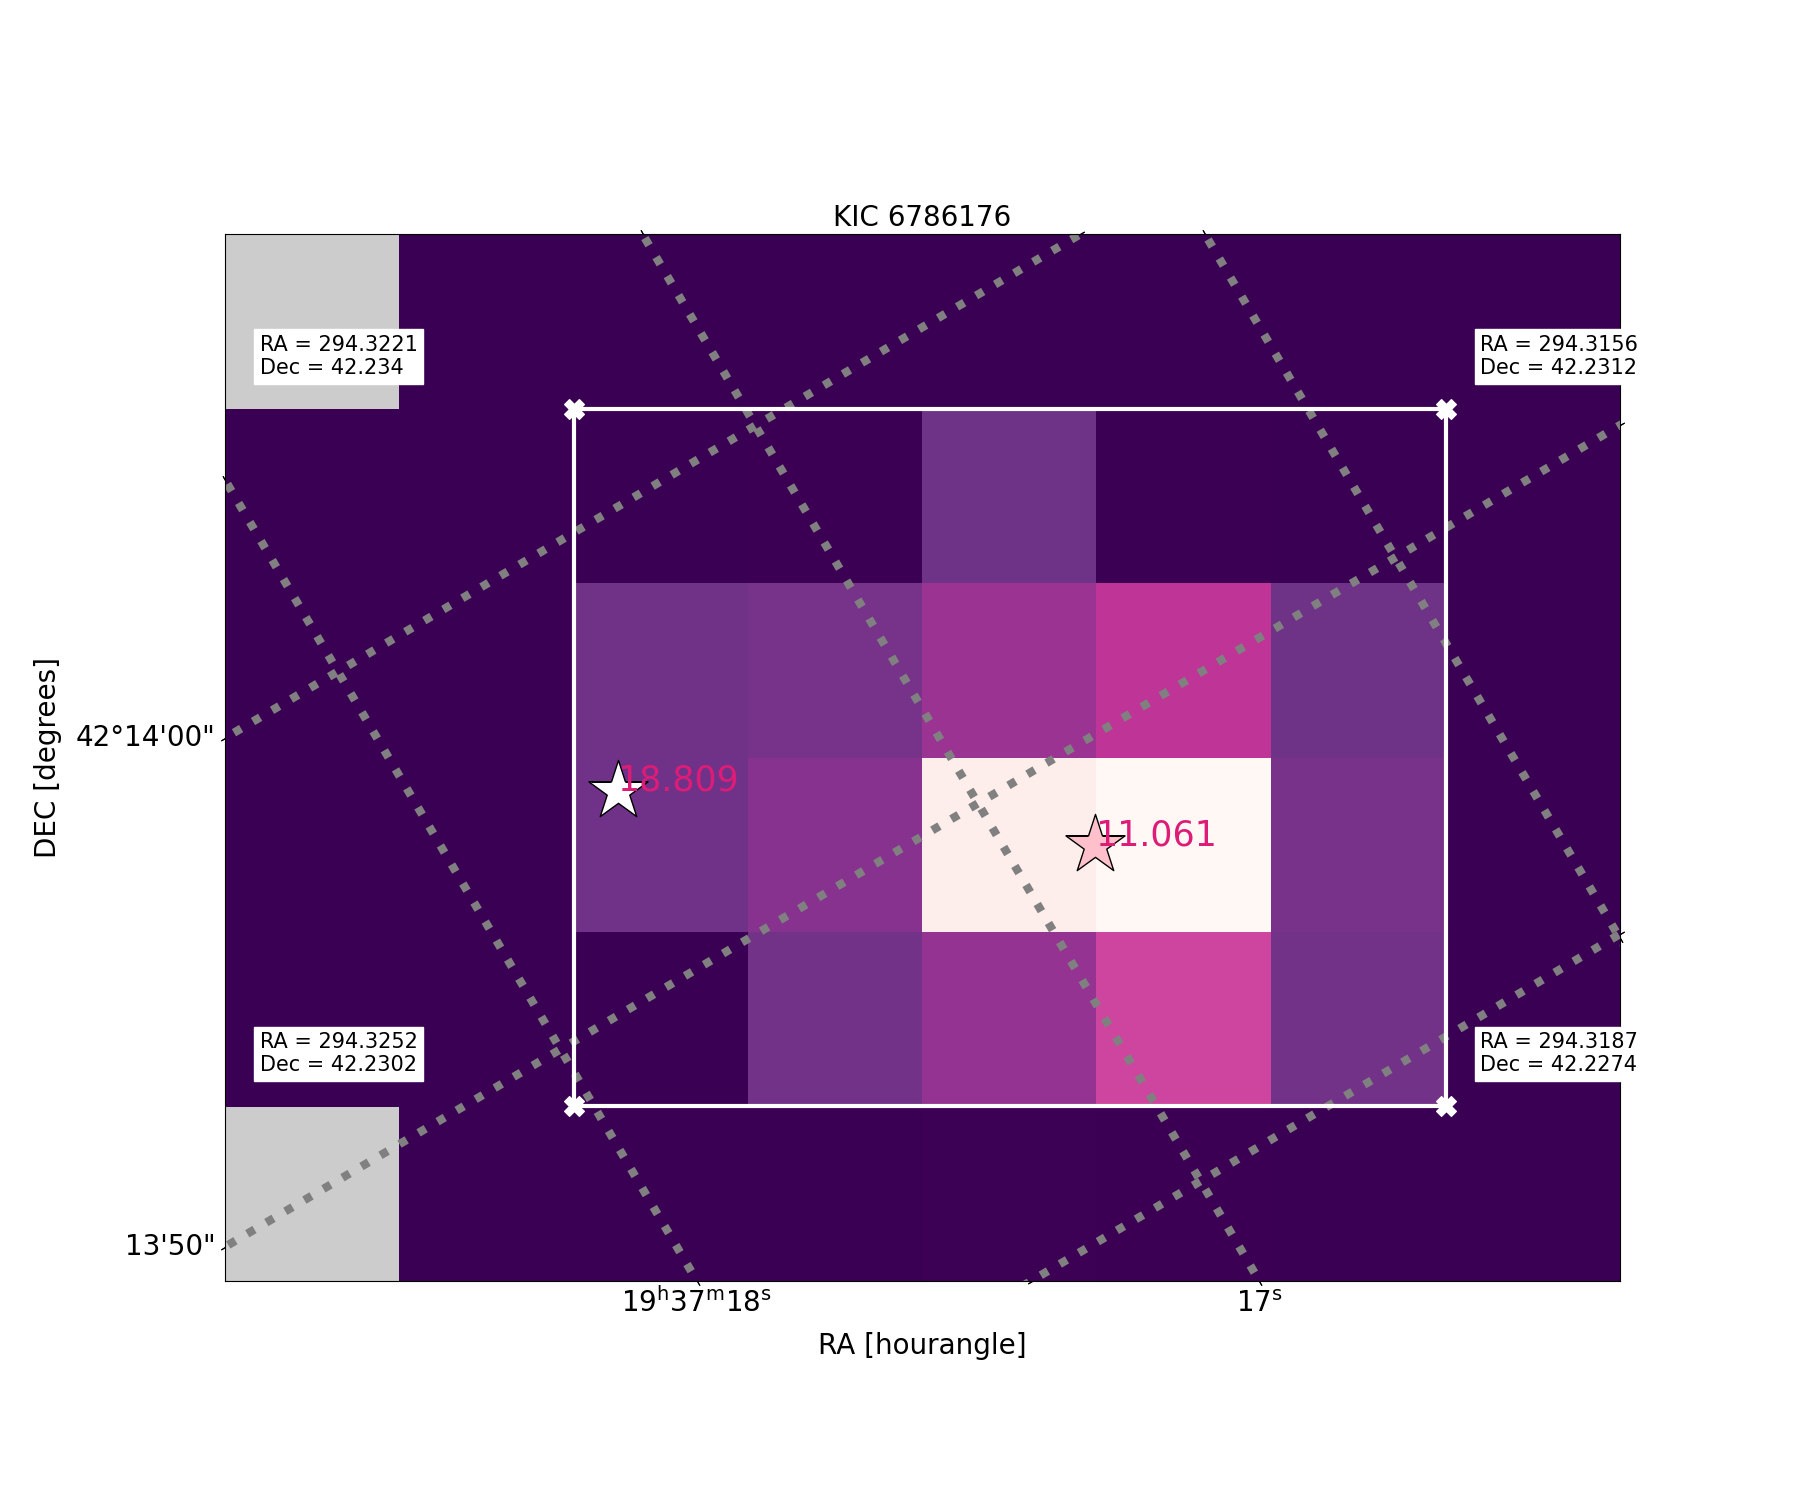 KIC 6786176
RA = 294.3221
Dec = 42.234
RA = 294.3156
Dec = 42.2312
DEC [degrees]
42°14'00"
18.809
11.061
RA = 294.3252
Dec = 42.2302
RA = 294.3187
Dec = 42.2274
13'50"
19ʰ37ᵐ18ˢ
17ˢ
RA [hourangle]